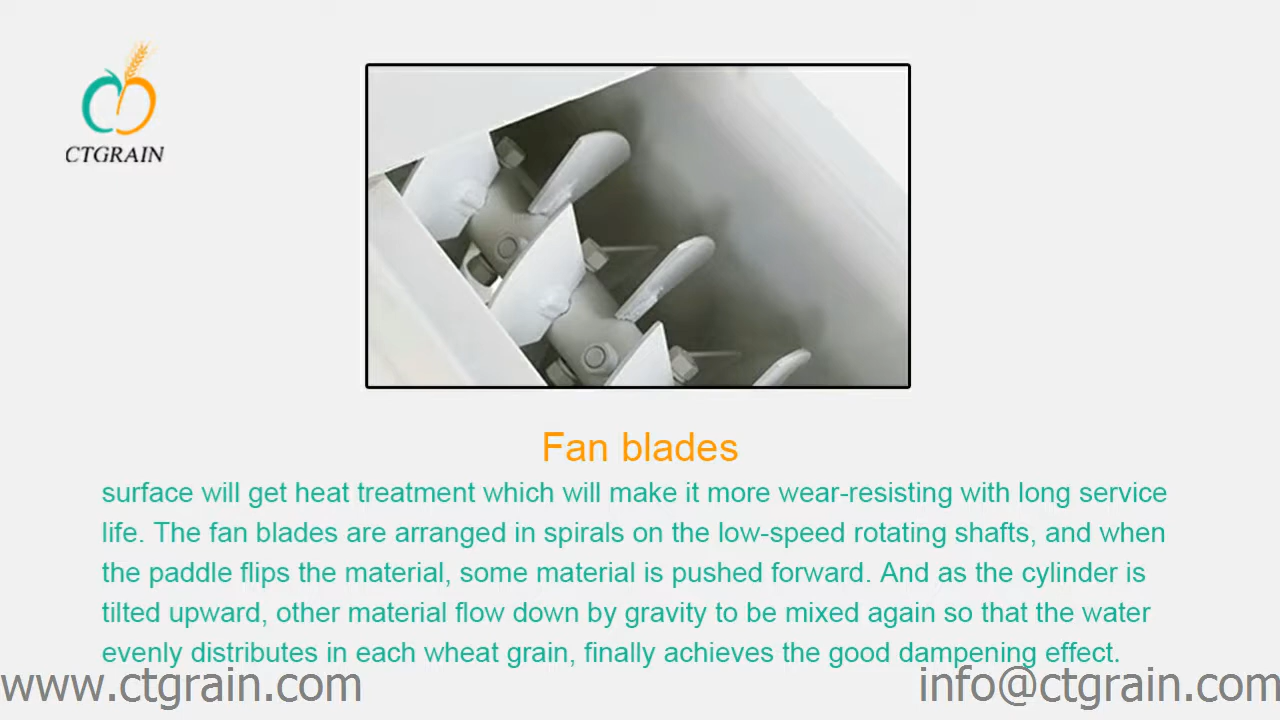 CTGRAIN
Fan blades
surface will get heat treatment which will make it more wear-resisting with long service
life. The fan blades are arranged in spirals on the low-speed rotating shafts, and when
the paddle flips the material, some material is pushed forward. And as the cylinder is
tilted upward, other material flow down by gravity to be mixed again so that the water
evenly distributes in each wheat grain, finally achieves the good dampening effect.
www.ctgrain.com
info@ctgrain.com